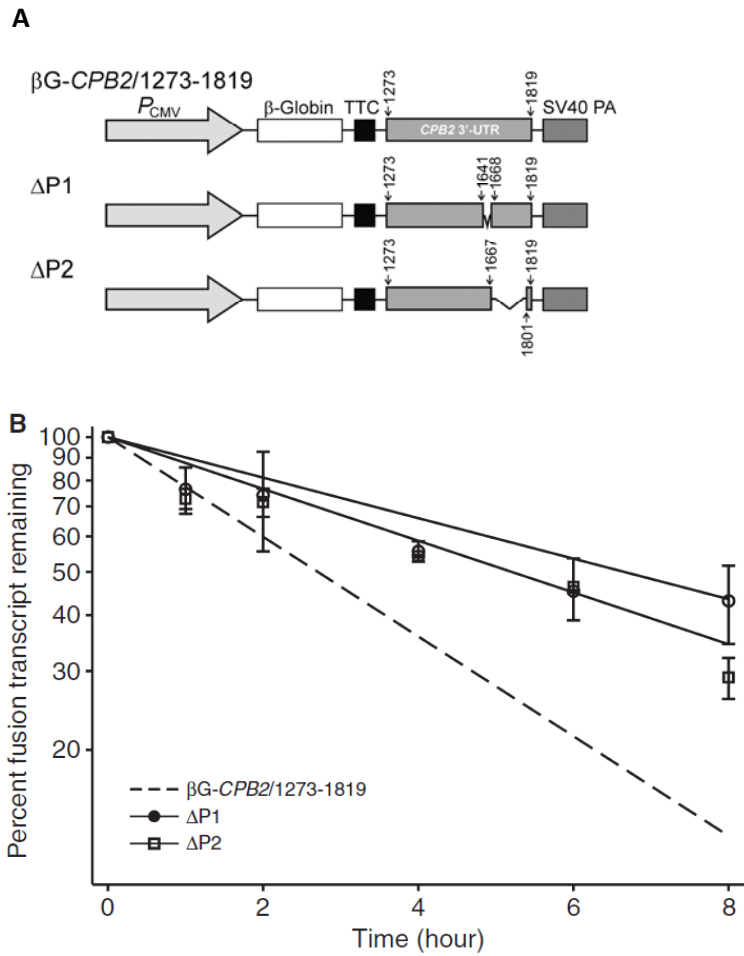 A
βG-CPB2/1273-1819
PCMV β-Globin TTC ←1273 ←1819 SV40 PA
CPB2 3'-UTR
ΔP1
←1273 ←1641 ←1668 ←1819
ΔP2
←1273 ←1667 ←1819
1801→
B
Percent fusion transcript remaining
100
90
80
70
60
50
40
30
20
βG-CPB2/1273-1819
ΔP1
ΔP2
0 2 4 6 8
Time (hour)